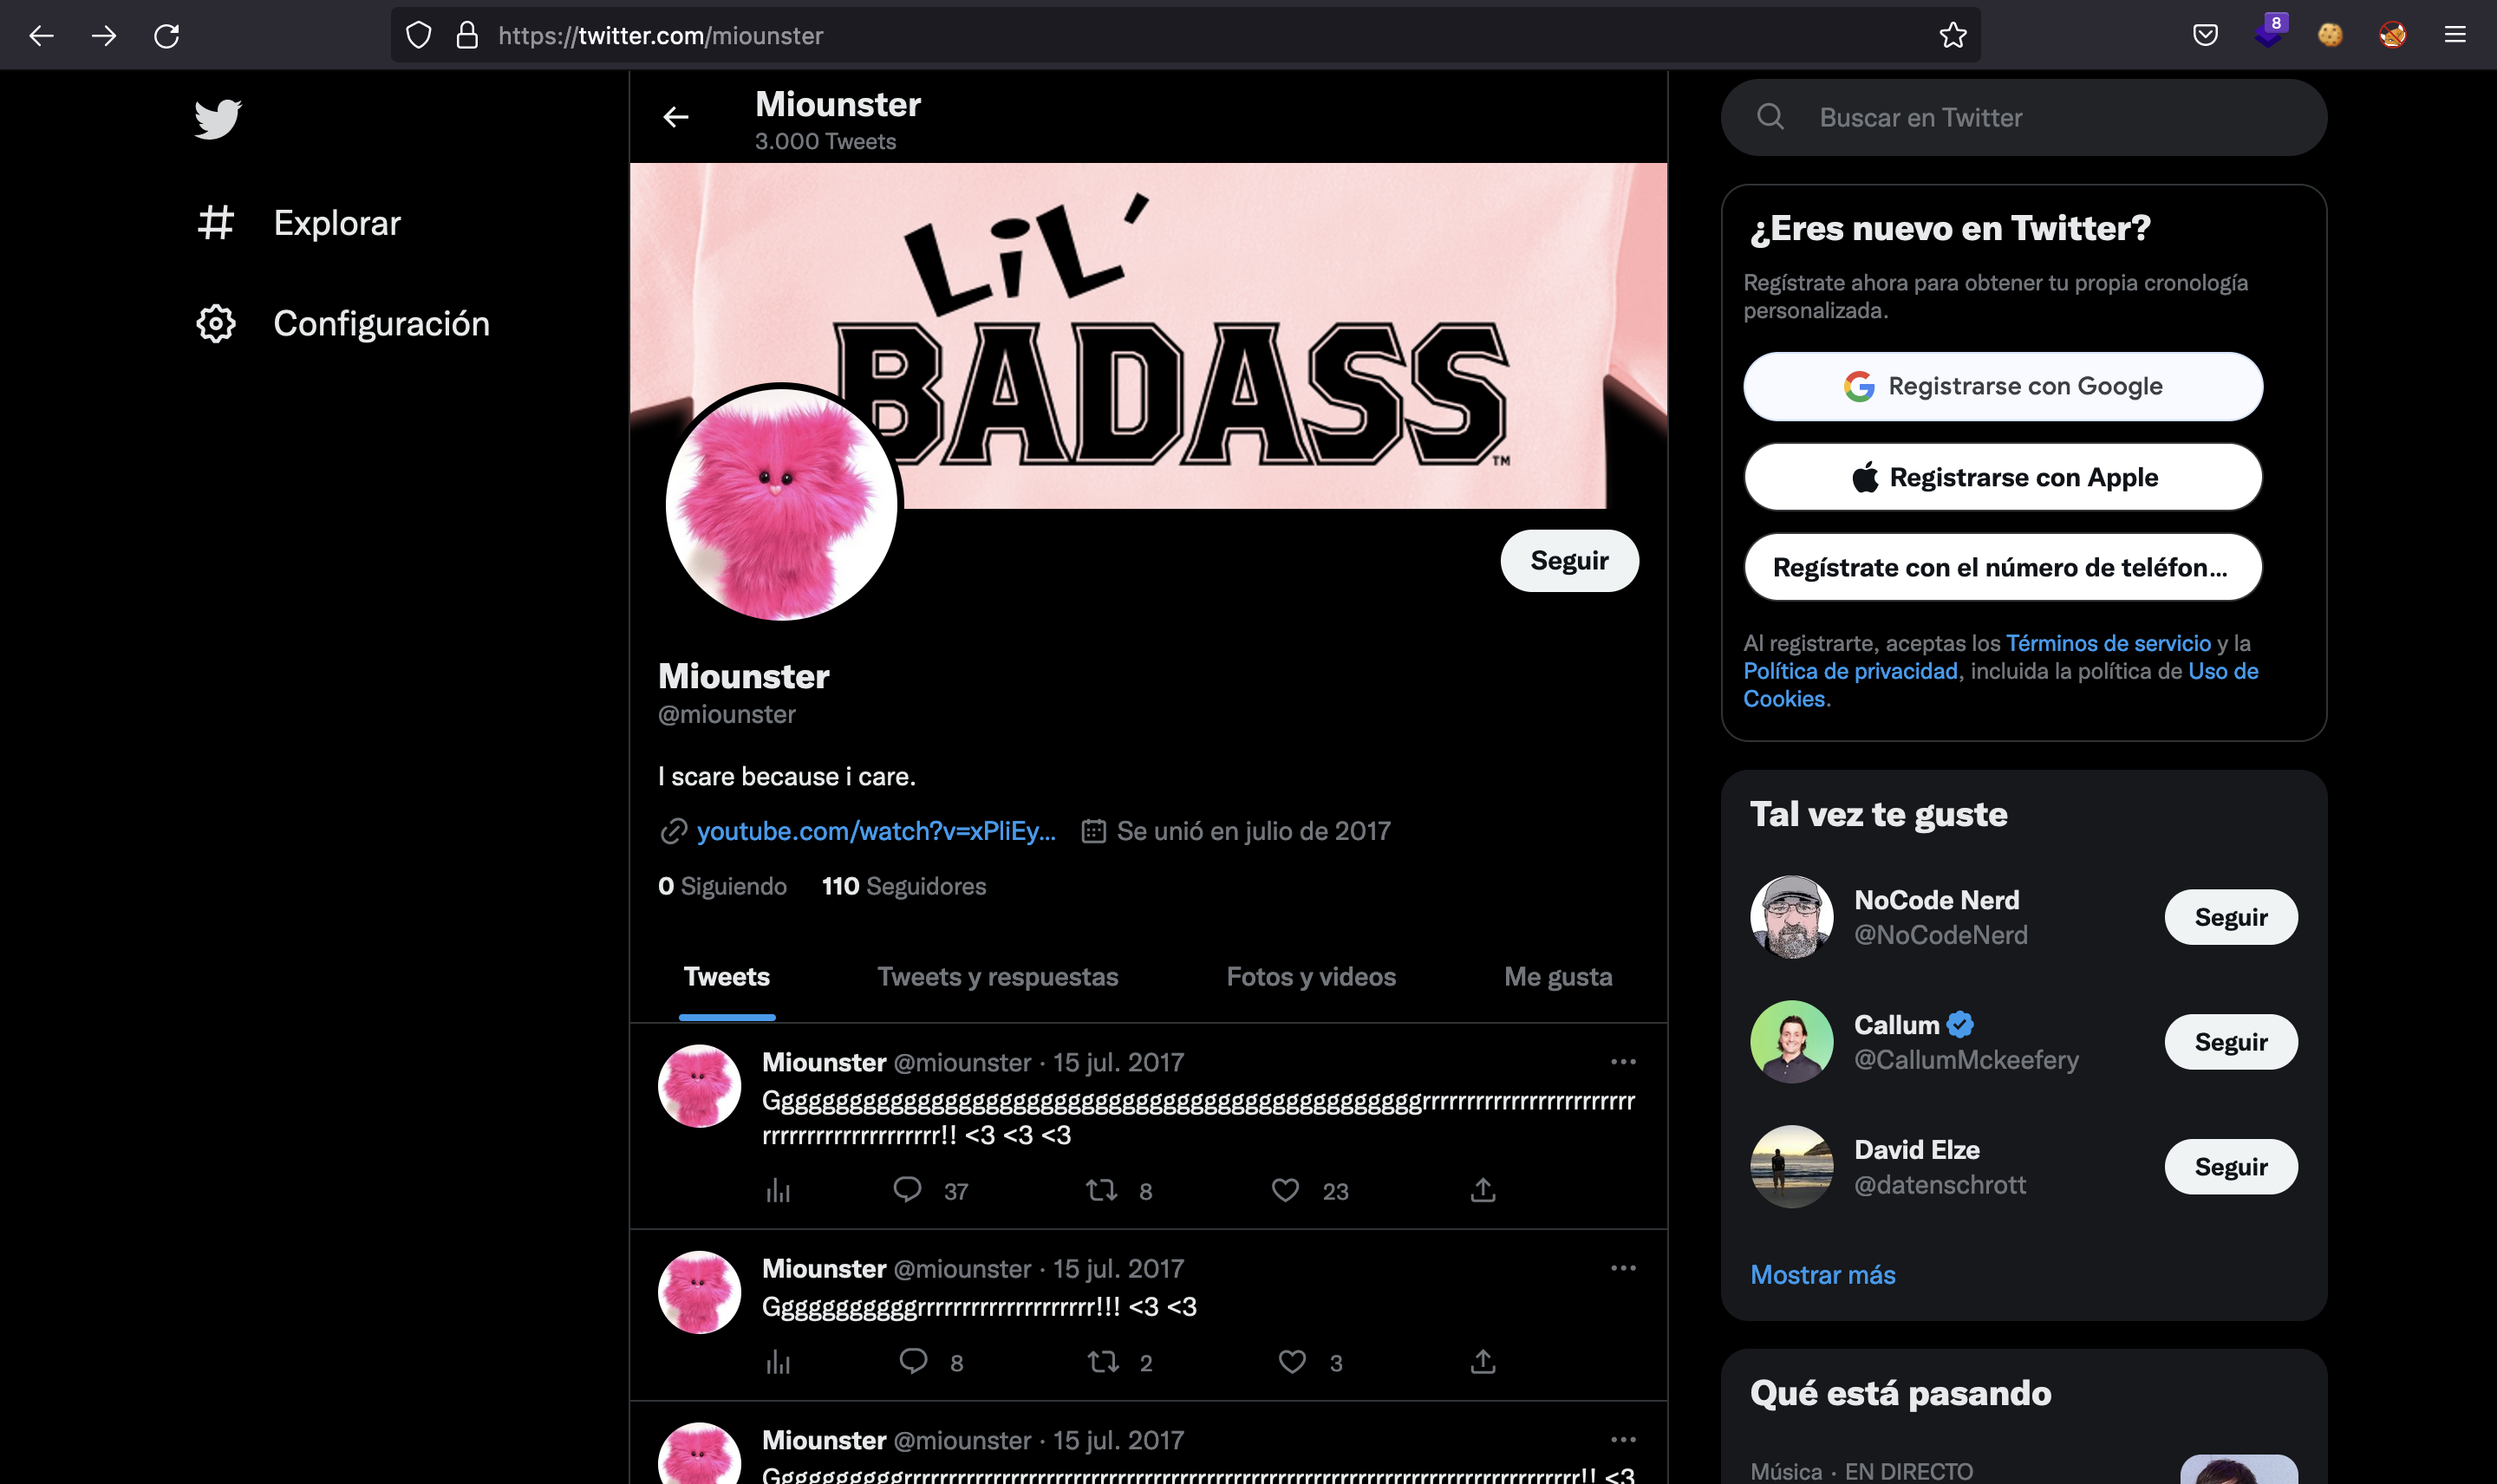 8
https://twitter.com/miounster
Explorar
Configuración
Miounster
3.000 Tweets
LiL'
BADASS
TM
Seguir
Miounster
@miounster
I scare because i care.
youtube.com/watch?v=xPliEy...
Se unió en julio de 2017
0 Siguiendo
110 Seguidores
Tweets
Tweets y respuestas
Fotos y videos
Me gusta
Miounster @miounster · 15 jul. 2017
Ggggggggggggggggggggggggggggggggggggggggggggggggrrrrrrrrrrrrrrrrrrrrrrrr
rrrrrrrrrrrrrrrrrrrr!! <3 <3 <3
37
8
23
Miounster @miounster · 15 jul. 2017
Gggggggggggrrrrrrrrrrrrrrrrrrrr!!! <3 <3
8
2
3
Miounster @miounster · 15 jul. 2017
Buscar en Twitter
¿Eres nuevo en Twitter?
Regístrate ahora para obtener tu propia cronología
personalizada.
Registrarse con Google
Registrarse con Apple
Regístrate con el número de teléfon...
Al registrarte, aceptas los Términos de servicio y la
Política de privacidad, incluida la política de Uso de
Cookies.
Tal vez te guste
NoCode Nerd
@NoCodeNerd
Seguir
Callum
@CallumMckeefery
Seguir
David Elze
@datenschrott
Seguir
Mostrar más
Qué está pasando
Música · EN DIRECTO